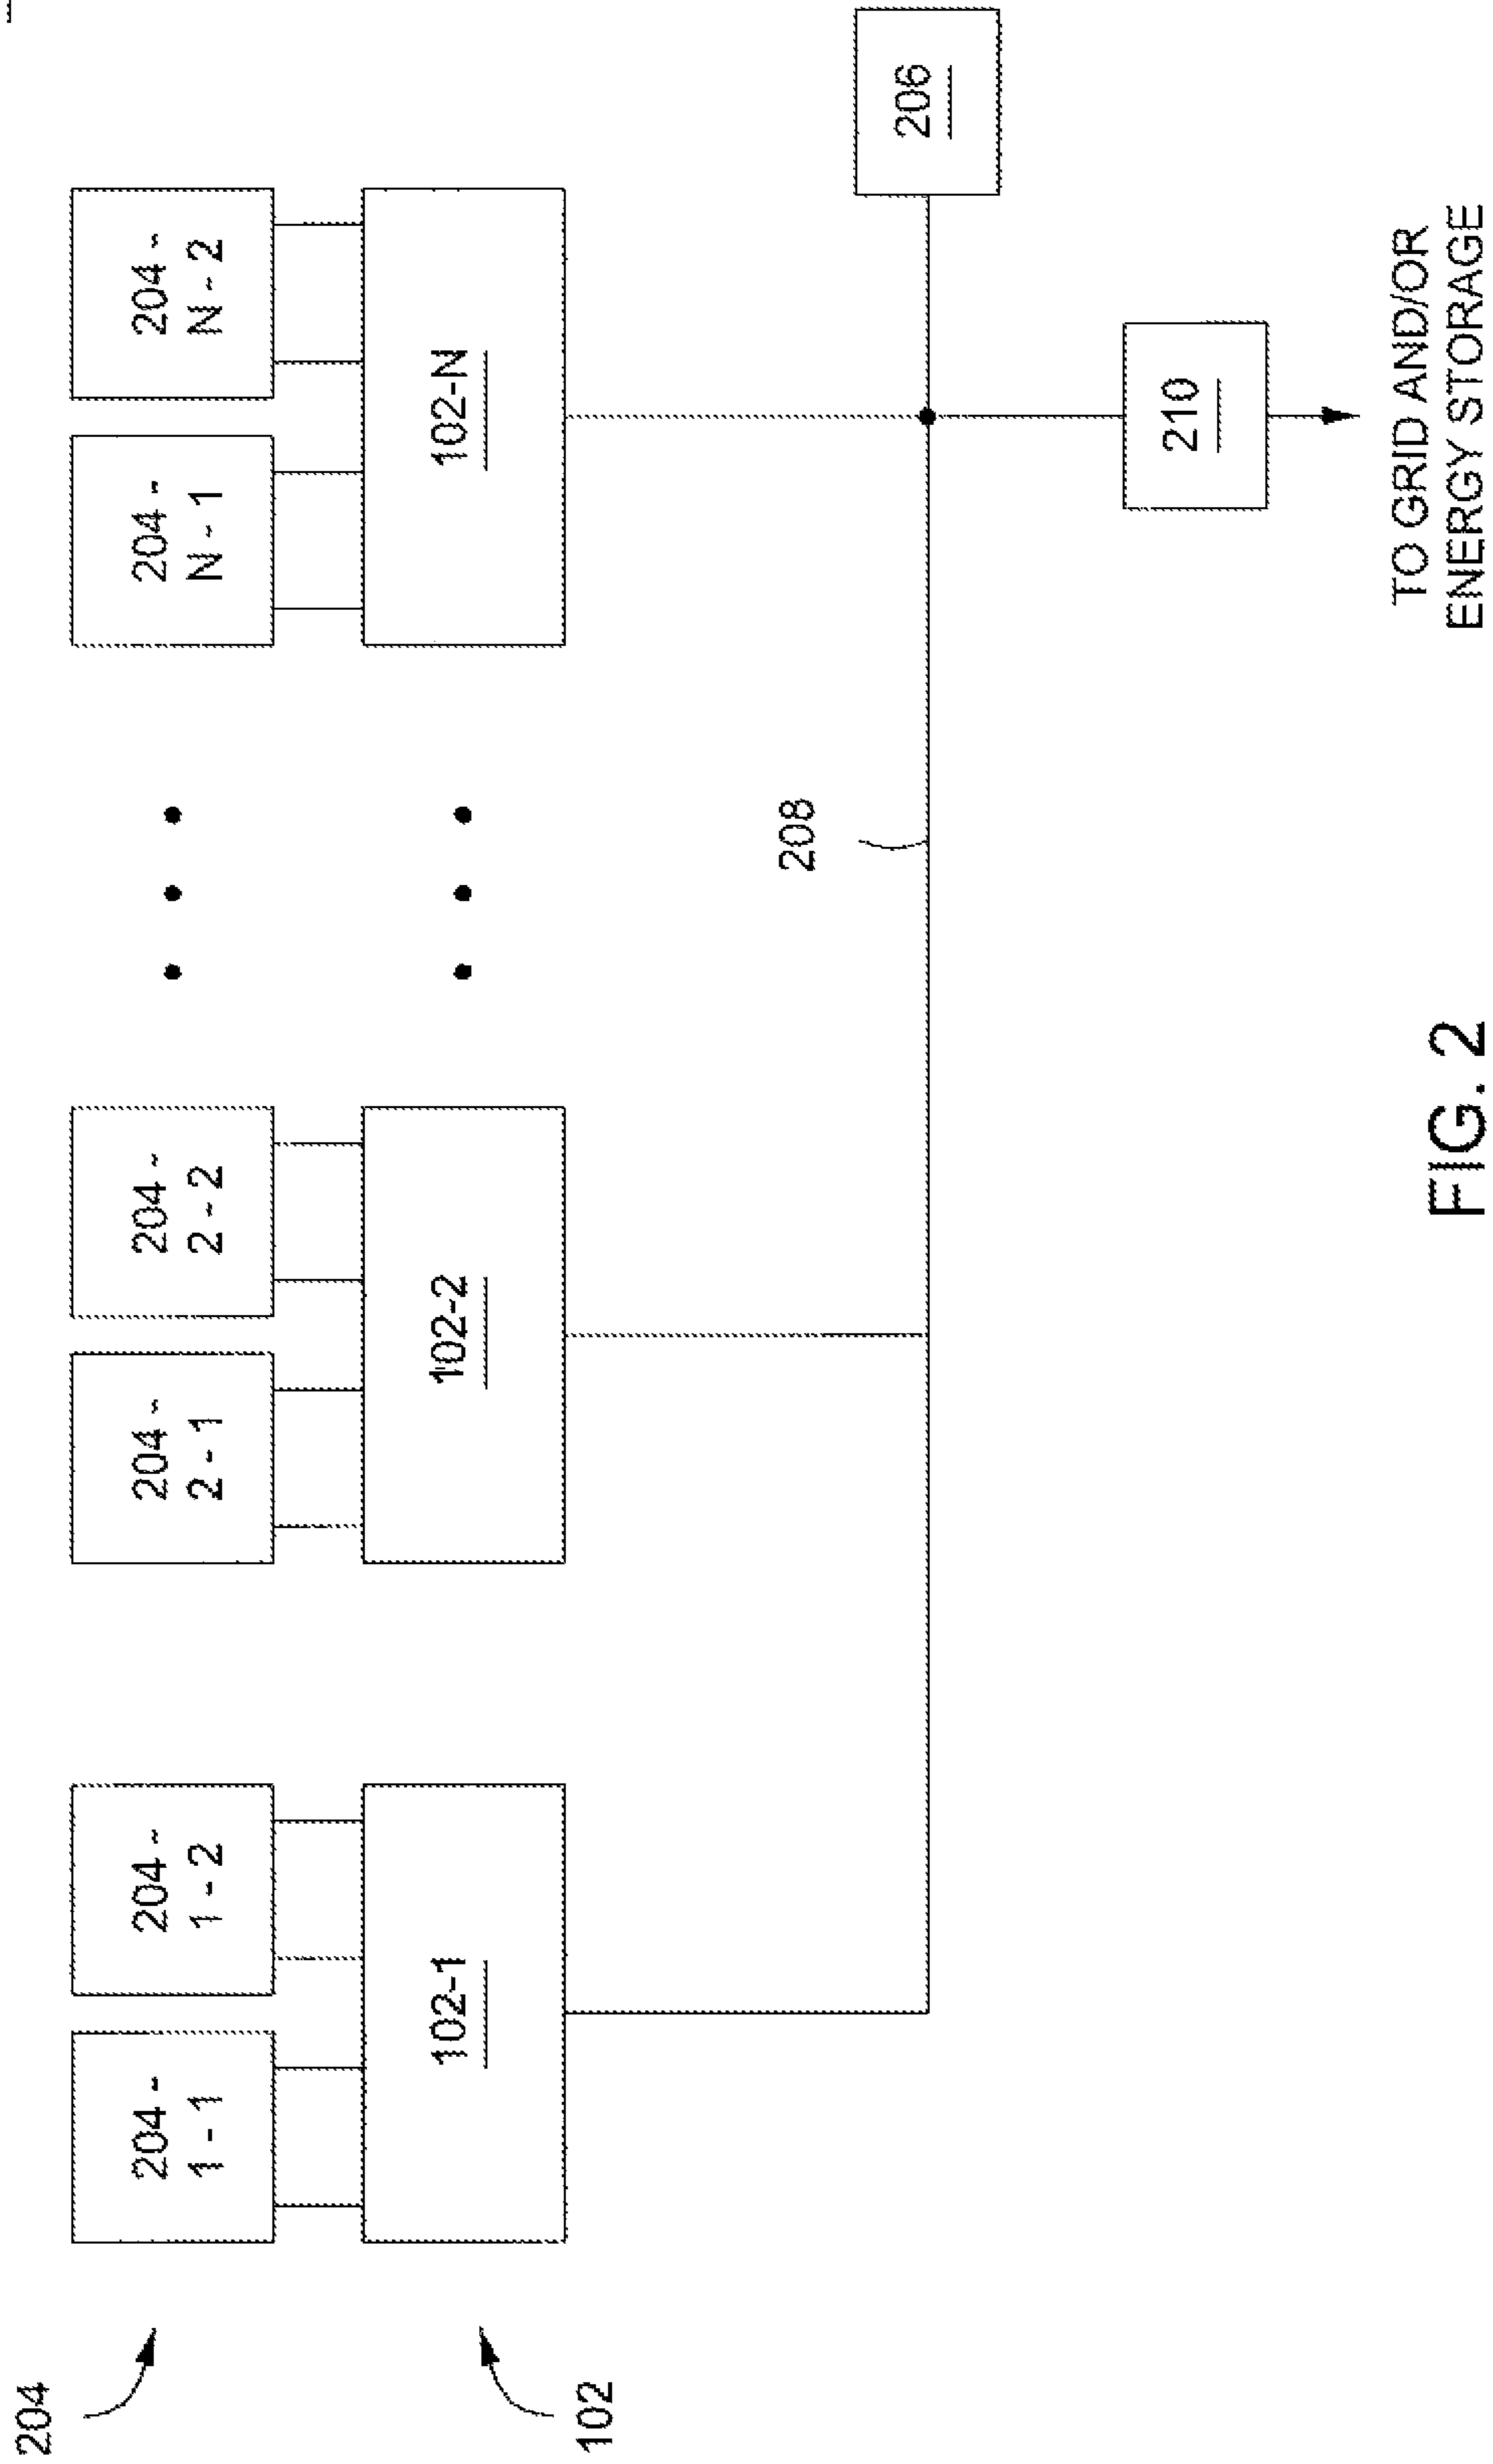 204
204 -
1 - 1
204 -
1 - 2
204 -
2 - 1
204 -
2 - 2
204 -
N - 1
204 -
N - 2
102
102-1
102-2
102-N
208
206
210
TO GRID AND/OR
ENERGY STORAGE
FIG. 2